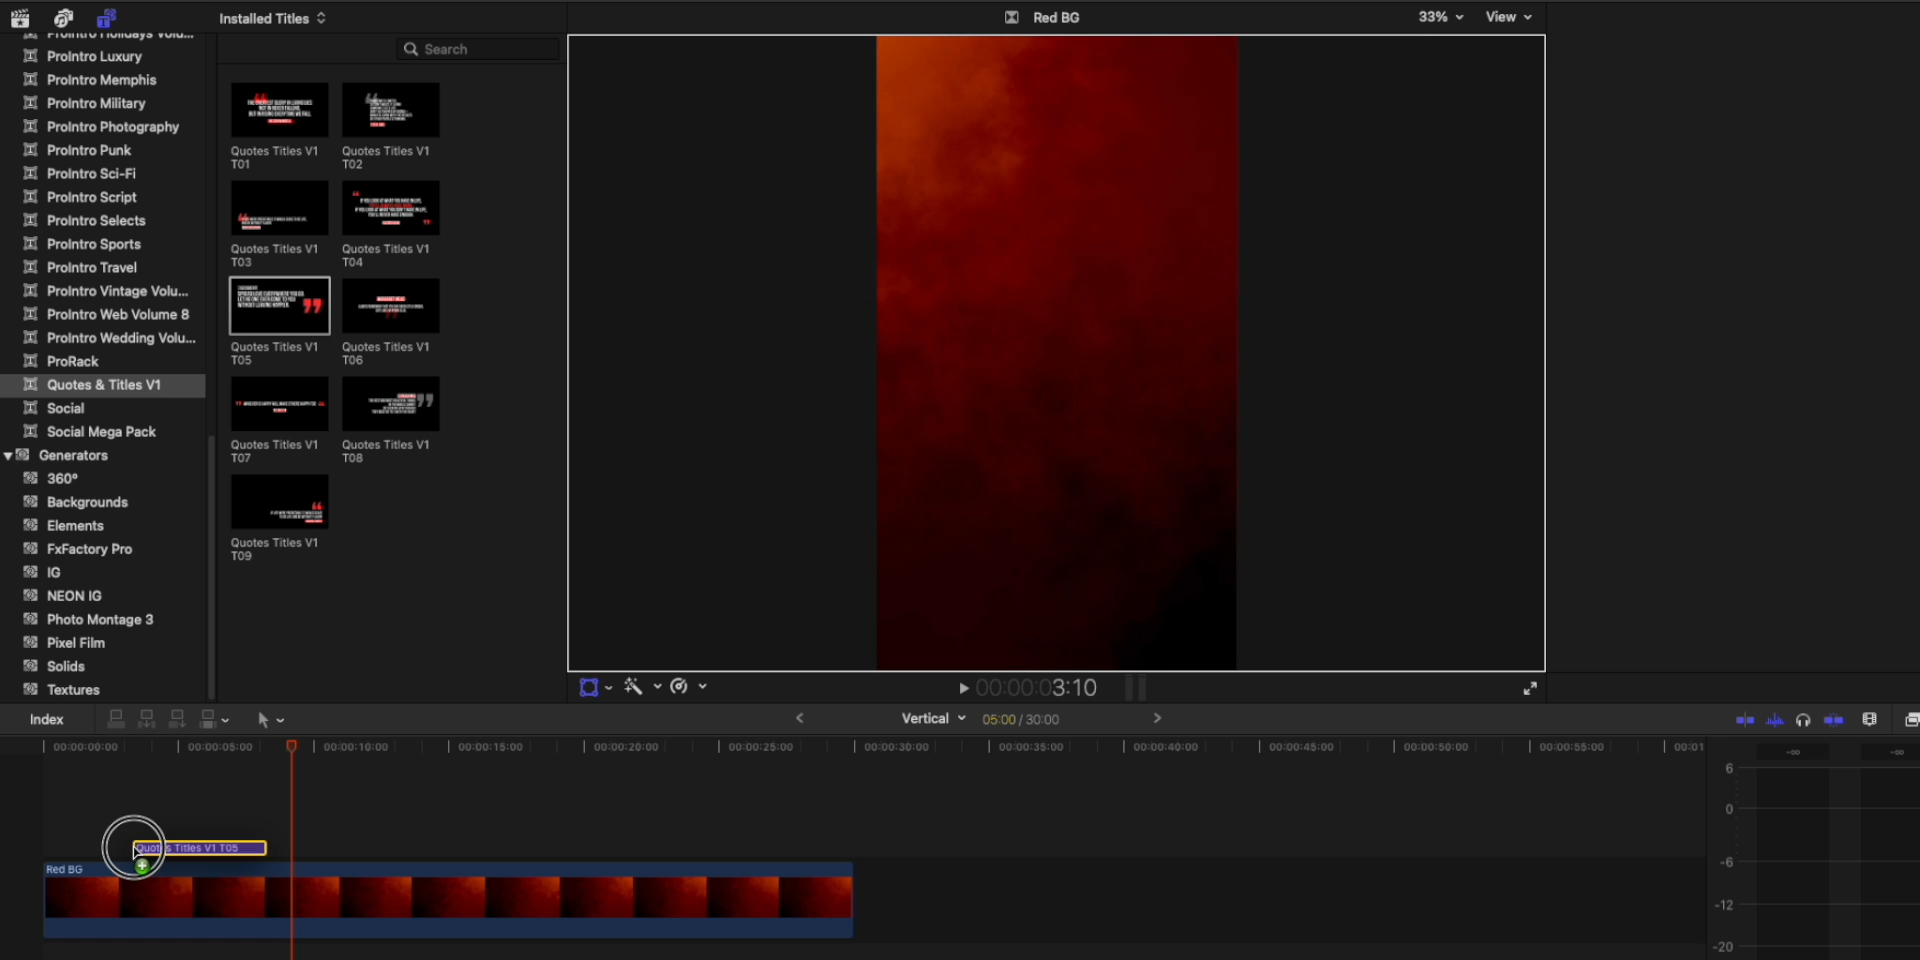 Installed Titles
Red BG
33%
View
ProIntro Holidays Volu...
ProIntro Luxury
ProIntro Memphis
ProIntro Military
ProIntro Photography
ProIntro Punk
ProIntro Sci-Fi
ProIntro Script
ProIntro Selects
ProIntro Sports
ProIntro Travel
ProIntro Vintage Volu...
ProIntro Web Volume 8
ProIntro Wedding Volu...
ProRack
Quotes & Titles V1
Social
Social Mega Pack
Generators
360°
Backgrounds
Elements
FxFactory Pro
IG
NEON IG
Photo Montage 3
Pixel Film
Solids
Textures
Search
Quotes Titles V1
T01
Quotes Titles V1
T02
Quotes Titles V1
T03
Quotes Titles V1
T04
Quotes Titles V1
T05
Quotes Titles V1
T06
Quotes Titles V1
T07
Quotes Titles V1
T08
Quotes Titles V1
T09
00:00:03:10
Index
Vertical
05:00 / 30:00
00:00:00:00
00:00:05:00
00:00:10:00
00:00:15:00
00:00:20:00
00:00:25:00
00:00:30:00
00:00:35:00
00:00:40:00
00:00:45:00
00:00:50:00
00:00:55:00
00:01
Quotes Titles V1 T05
Red BG
-∞
-∞
6
0
-6
-12
-20